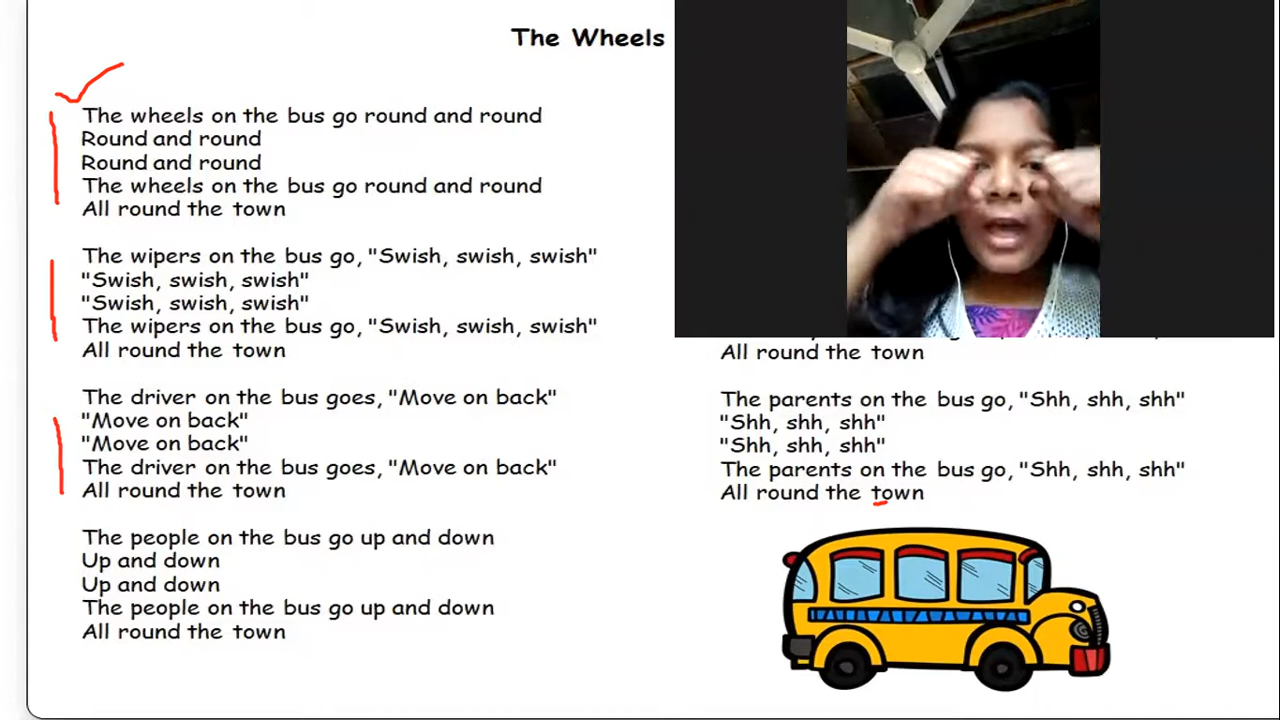 The Wheels
The wheels on the bus go round and round
Round and round
Round and round
The wheels on the bus go round and round
All round the town
The wipers on the bus go, "Swish, swish, swish"
"Swish, swish, swish"
"Swish, swish, swish"
The wipers on the bus go, "Swish, swish, swish"
All round the town
The driver on the bus goes, "Move on back"
"Move on back"
"Move on back"
The driver on the bus goes, "Move on back"
All round the town
The people on the bus go up and down
Up and down
Up and down
The people on the bus go up and down
All round the town
All round the town
The parents on the bus go, "Shh, shh, shh"
"Shh, shh, shh"
"Shh, shh, shh"
The parents on the bus go, "Shh, shh, shh"
All round the town